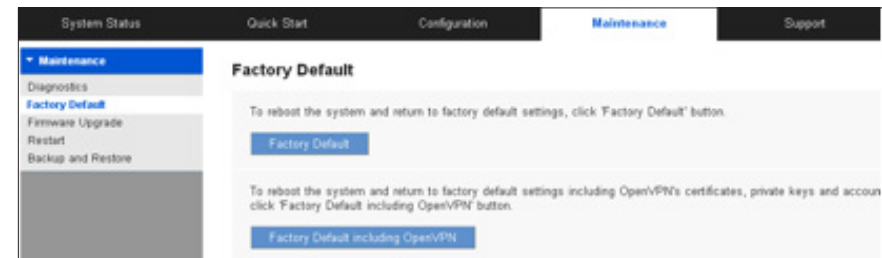 System Status Quick Start Configuration Maintenance Support
Maintenance
Diagnostics
Factory Default
Firmware Upgrade
Restart
Backup and Restore
Factory Default
To reboot the system and return to factory default settings, click 'Factory Default' button.
Factory Default
To reboot the system and return to factory default settings including OpenVPN's certificates, private keys and accoun
click 'Factory Default including OpenVPN' button.
Factory Default including OpenVPN